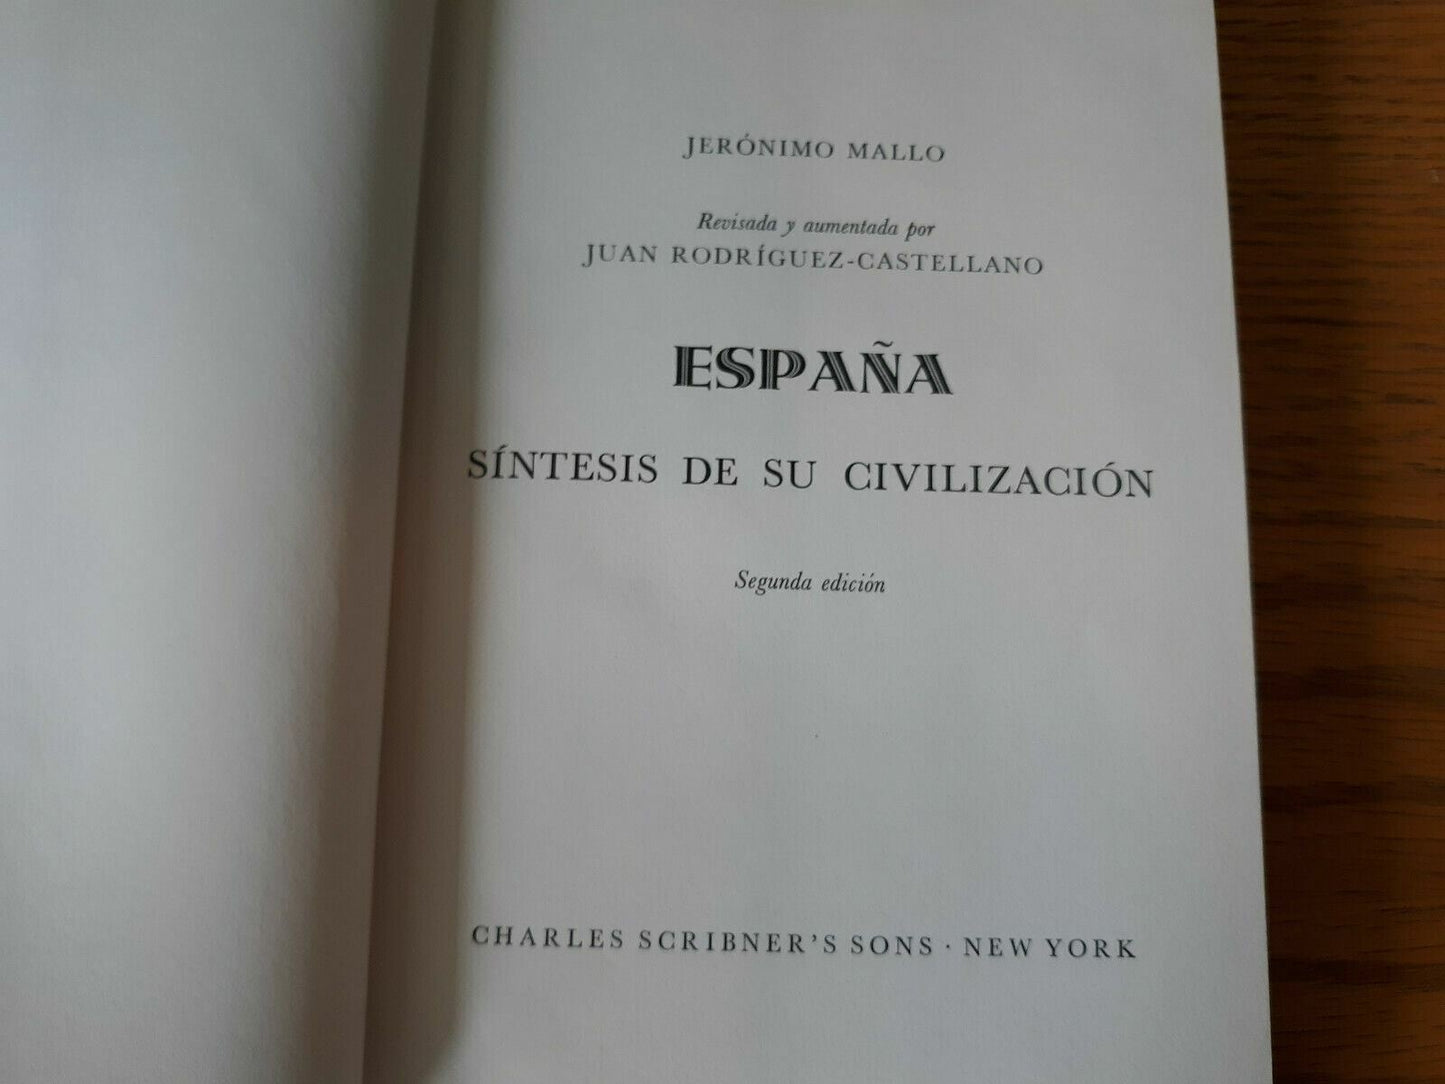 JERÓNIMO MALLO
Revisada y aumentada por
JUAN RODRÍGUEZ-CASTELLANO
ESPAÑA
SÍNTESIS DE SU CIVILIZACIÓN
Segunda edición
CHARLES SCRIBNER'S SONS · NEW YORK